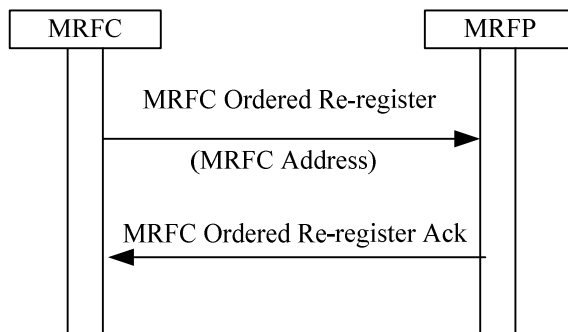 MRFC
MRFP
MRFC Ordered Re-register
(MRFC Address)
MRFC Ordered Re-register Ack